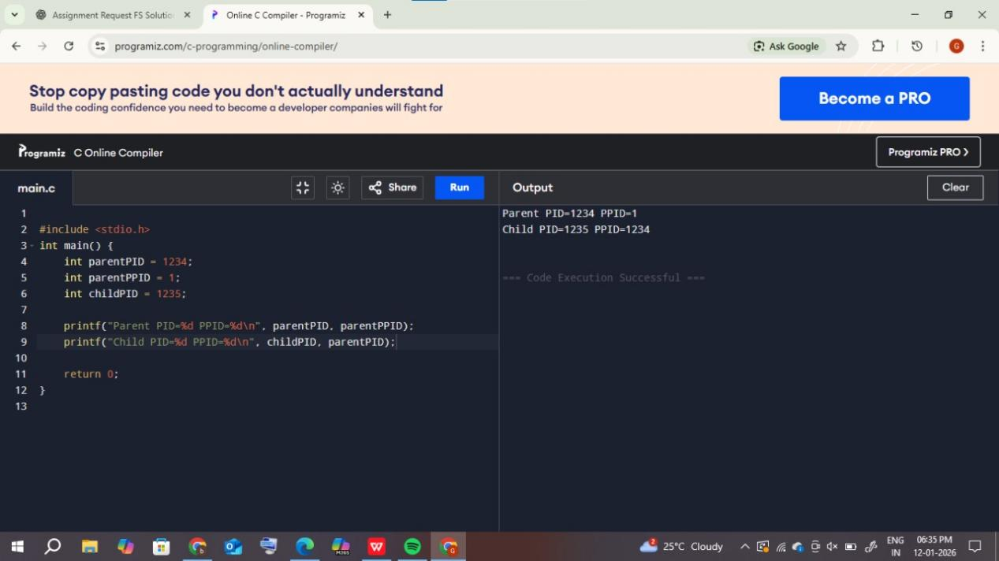 Assignment Request FS Solutio
Online C Compiler - Programiz
programiz.com/c-programming/online-compiler/
Ask Google
G
Stop copy pasting code you don't actually understand
Build the coding confidence you need to become a developer companies will fight for
Become a PRO
Programiz C Online Compiler
Programiz PRO >
main.c
Share
Run
Output
Clear
1
2 #include <stdio.h>
3 int main() {
4 int parentPID = 1234;
5 int parentPPID = 1;
6 int childPID = 1235;
7
8 printf("Parent PID=%d PPID=%d\n", parentPID, parentPPID);
9 printf("Child PID=%d PPID=%d\n", childPID, parentPID);
10
11 return 0;
12 }
13
Parent PID=1234 PPID=1
Child PID=1235 PPID=1234
=== Code Execution Successful ===
M365
W
G
2
25°C Cloudy
ENG
IN
06:35 PM
12-01-2026